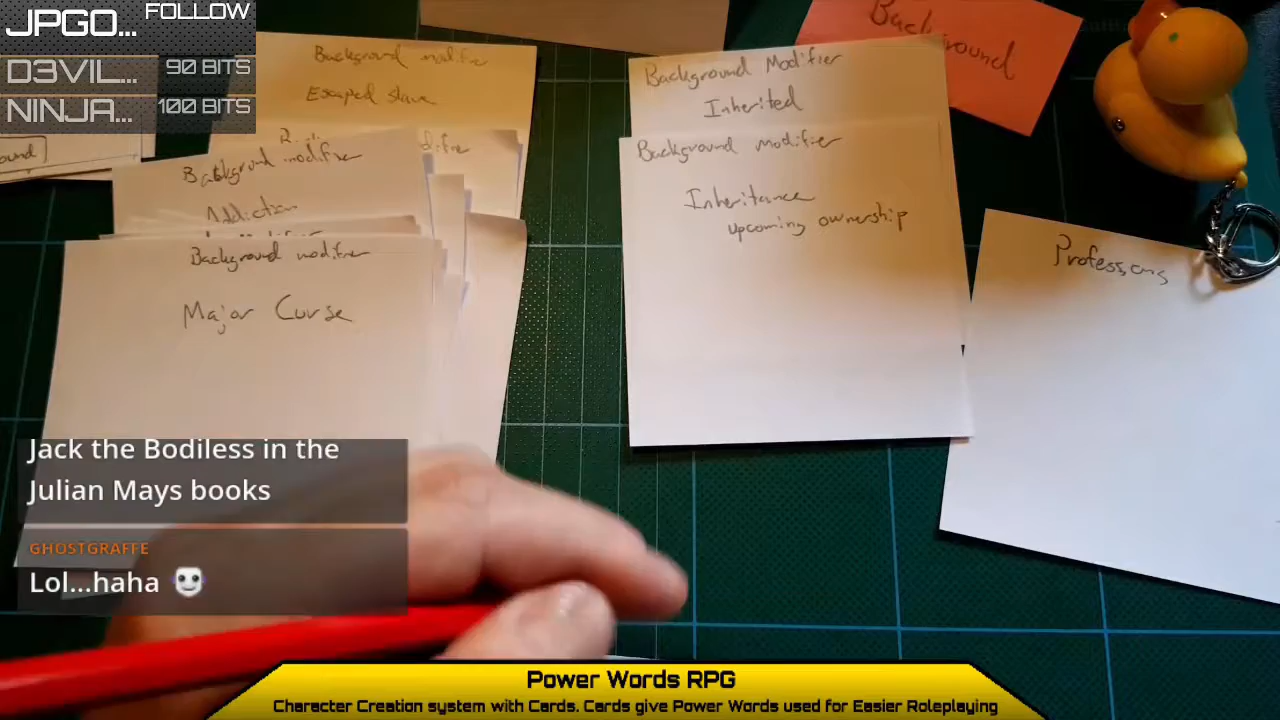 FOLLOW
JPGO...
D3VIL... 90 BITS
NINJA... 100 BITS
Background modifier
Escaped slave
Background modifier
Addiction
Background modifier
Major Curse
Background Modifier
Inherited
Background modifier
Inheritance
upcoming ownership
Background
Professions
Jack the Bodiless in the
Julian Mays books
GHOSTGRAFFE
Lol...haha
Power Words RPG
Character Creation system with Cards. Cards give Power Words used for Easier Roleplaying